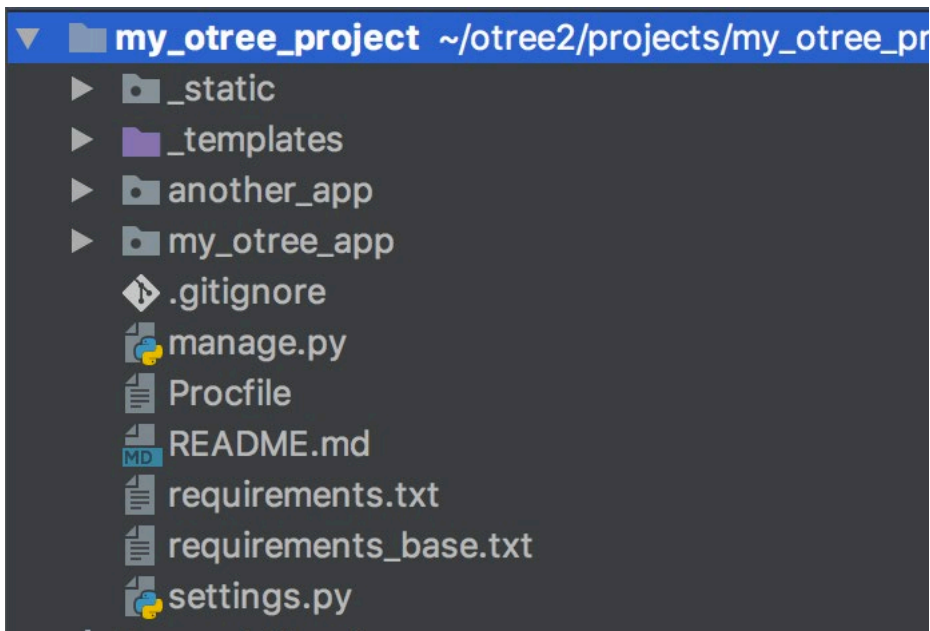 my_otree_project ~/otree2/projects/my_otree_pr
_static
_templates
another_app
my_otree_app
.gitignore
manage.py
Procfile
MD README.md
requirements.txt
requirements_base.txt
settings.py